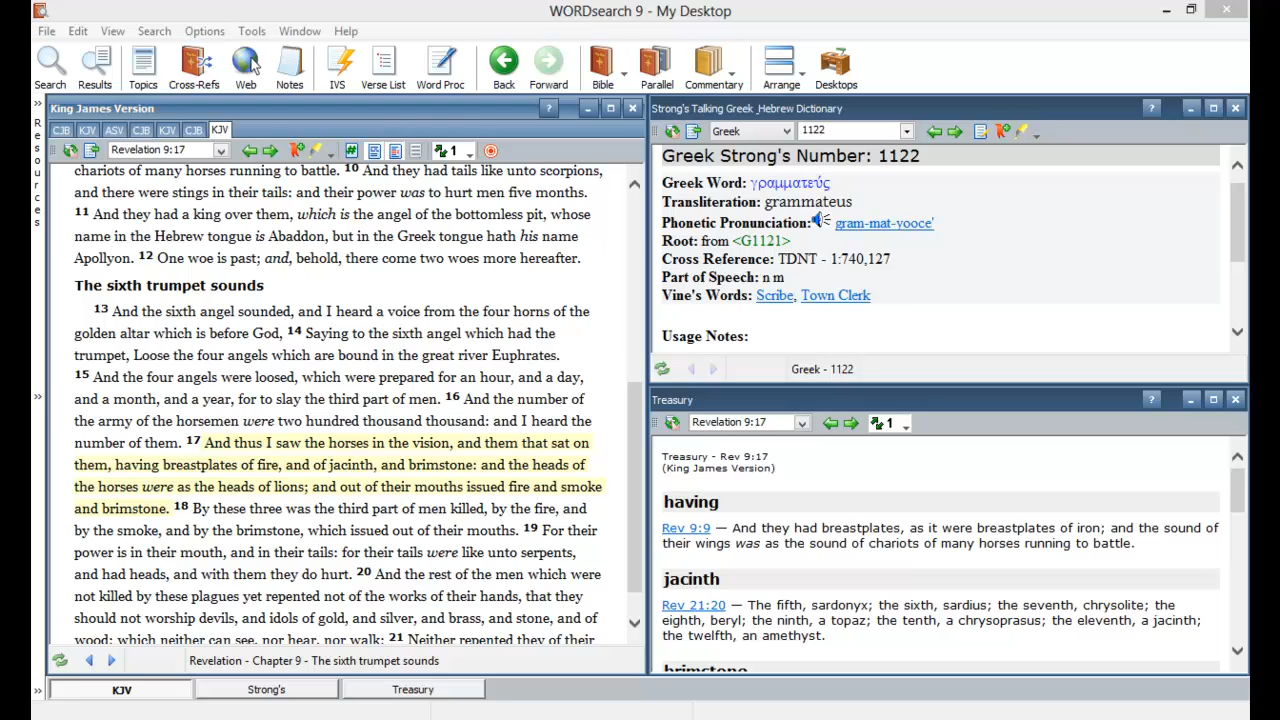 WORDsearch 9 - My Desktop
File Edit View Search Options Tools Window Help
Search Results Topics Cross-Refs Web Notes IVS Verse List Word Proc Back Forward Bible Parallel Commentary Arrange Desktops
»
Resources
»
»
King James Version
CJB KJV ASV CJB KJV CJB KJV
Revelation 9:17 # 1
chariots of many horses running to battle. 10 And they had tails like unto scorpions,
and there were stings in their tails: and their power was to hurt men five months.
11 And they had a king over them, which is the angel of the bottomless pit, whose
name in the Hebrew tongue is Abaddon, but in the Greek tongue hath his name
Apollyon. 12 One woe is past; and, behold, there come two woes more hereafter.
The sixth trumpet sounds
13 And the sixth angel sounded, and I heard a voice from the four horns of the
golden altar which is before God, 14 Saying to the sixth angel which had the
trumpet, Loose the four angels which are bound in the great river Euphrates.
15 And the four angels were loosed, which were prepared for an hour, and a day,
and a month, and a year, for to slay the third part of men. 16 And the number of
the army of the horsemen were two hundred thousand thousand: and I heard the
number of them. 17 And thus I saw the horses in the vision, and them that sat on
them, having breastplates of fire, and of jacinth, and brimstone: and the heads of
the horses were as the heads of lions; and out of their mouths issued fire and smoke
and brimstone. 18 By these three was the third part of men killed, by the fire, and
by the smoke, and by the brimstone, which issued out of their mouths. 19 For their
power is in their mouth, and in their tails: for their tails were like unto serpents,
and had heads, and with them they do hurt. 20 And the rest of the men which were
not killed by these plagues yet repented not of the works of their hands, that they
should not worship devils, and idols of gold, and silver, and brass, and stone, and of
wood: which neither can see, nor hear, nor walk: 21 Neither repented they of their
Revelation - Chapter 9 - The sixth trumpet sounds
Strong's Talking Greek Hebrew Dictionary
Greek 1122
Greek Strong's Number: 1122
Greek Word: γραμματεύς
Transliteration: grammateus
Phonetic Pronunciation: gram-mat-yooce'
Root: from <G1121>
Cross Reference: TDNT - 1:740,127
Part of Speech: n m
Vine's Words: Scribe, Town Clerk
Usage Notes:
Greek - 1122
Treasury
Revelation 9:17 1
Treasury - Rev 9:17
(King James Version)
having
Rev 9:9 — And they had breastplates, as it were breastplates of iron; and the sound of
their wings was as the sound of chariots of many horses running to battle.
jacinth
Rev 21:20 — The fifth, sardonyx; the sixth, sardius; the seventh, chrysolite; the
eighth, beryl; the ninth, a topaz; the tenth, a chrysoprasus; the eleventh, a jacinth;
the twelfth, an amethyst.
brimstone
KJV Strong's Treasury